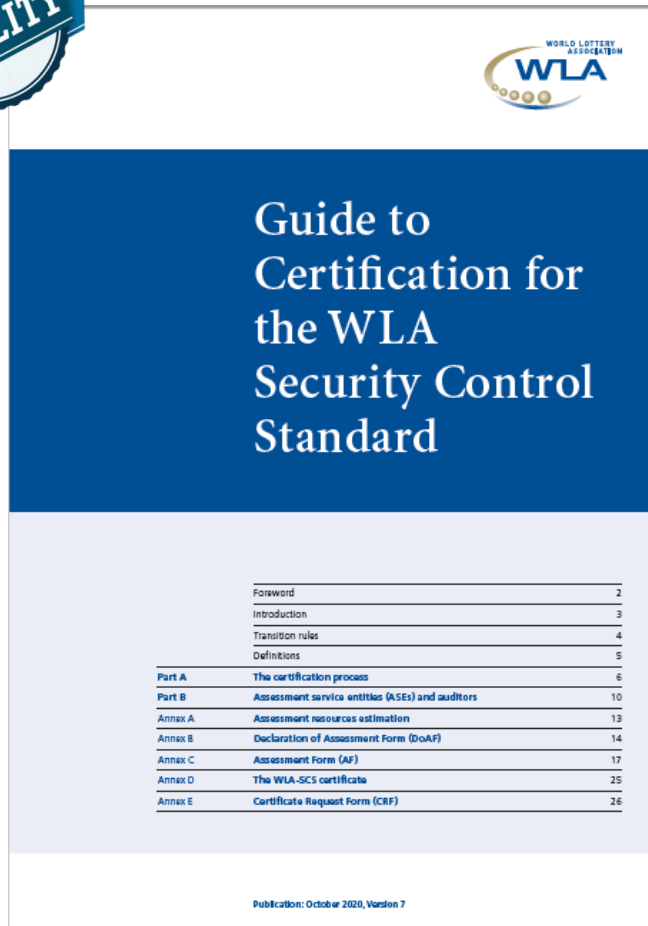 LITY
WORLD LOTTERY
ASSOCIATION
WLA
Guide to
Certification for
the WLA
Security Control
Standard
Foreword 2
Introduction 3
Transition rules 4
Definitions 5
Part A The certification process 6
Part B Assessment service entities (ASEs) and auditors 10
Annex A Assessment resources estimation 13
Annex B Declaration of Assessment Form (DoAF) 14
Annex C Assessment Form (AF) 17
Annex D The WLA-SCS certificate 25
Annex E Certificate Request Form (CRF) 26
Publication: October 2020, Version 7